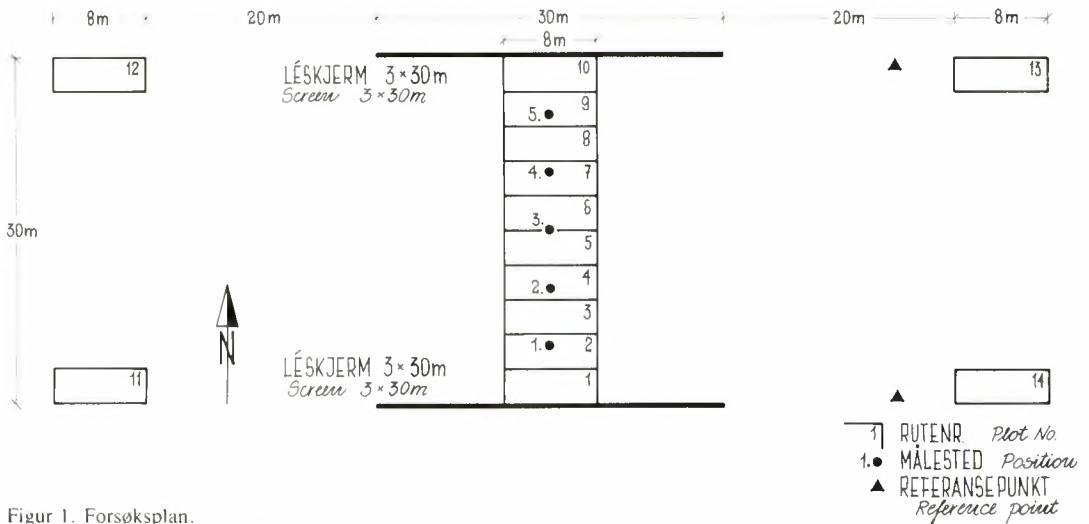 8m 20m 30m 20m 8m
8m
12 LÉSKJERM 3×30m 10 13
Screen 3×30m
5. 9
8
4. 7
30m
3. 6
5
2. 4
3
N
1. 2
11 LÉSKJERM 3×30m 1 14
Screen 3×30m
1 RUTENR. Plot No.
1. MÅLESTED Position
REFERANSEPUNKT
Reference point
Figur 1. Forsøksplan.